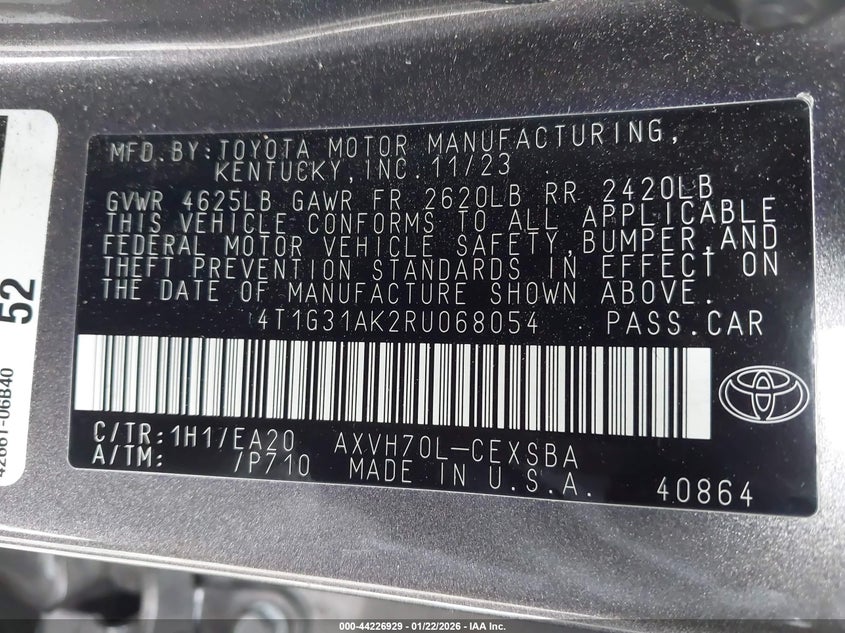 MFD.BY:TOYOTA MOTOR MANUFACTURING,
KENTUCKY,INC.11/23
GVWR 4625LB GAWR FR 2620LB RR 2420LB
THIS VEHICLE CONFORMS TO ALL APPLICABLE
FEDERAL MOTOR VEHICLE SAFETY,BUMPER,AND
THEFT PREVENTION STANDARDS IN EFFECT ON
THE DATE OF MANUFACTURE SHOWN ABOVE.
4T1G31AK2RU068054 PASS.CAR
C/TR:1H17EA20 AXVH70L-CEXSBA
A/TM: /P710 MADE IN U.S.A. 40864
52
42661-06B40
000-44226929 - 01/22/2026 - IAA Inc.